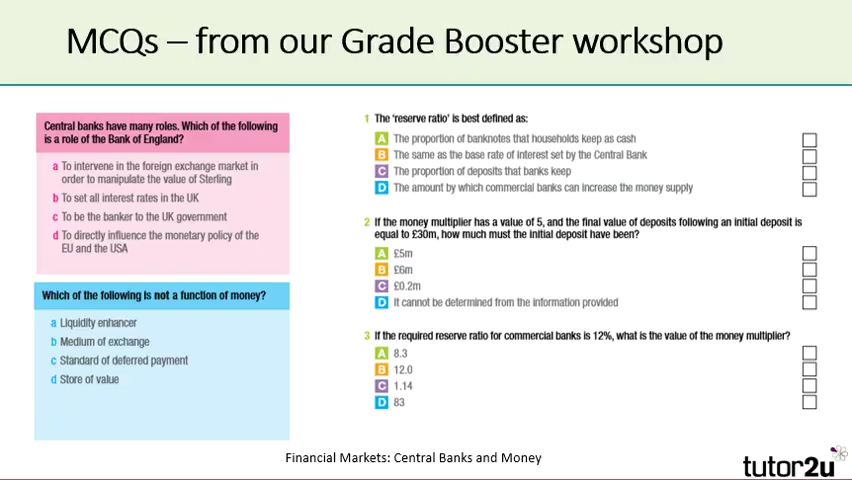 MCQs – from our Grade Booster workshop
Central banks have many roles. Which of the following
is a role of the Bank of England?
a To intervene in the foreign exchange market in
order to manipulate the value of Sterling
b To set all interest rates in the UK
c To be the banker to the UK government
d To directly influence the monetary policy of the
EU and the USA
Which of the following is not a function of money?
a Liquidity enhancer
b Medium of exchange
c Standard of deferred payment
d Store of value
1 The ‘reserve ratio’ is best defined as:
A The proportion of banknotes that households keep as cash
B The same as the base rate of interest set by the Central Bank
C The proportion of deposits that banks keep
D The amount by which commercial banks can increase the money supply
2 If the money multiplier has a value of 5, and the final value of deposits following an initial deposit is
equal to £30m, how much must the initial deposit have been?
A £5m
B £6m
C £0.2m
D It cannot be determined from the information provided
3 If the required reserve ratio for commercial banks is 12%, what is the value of the money multiplier?
A 8.3
B 12.0
C 1.14
D 83
Financial Markets: Central Banks and Money
tutor2u